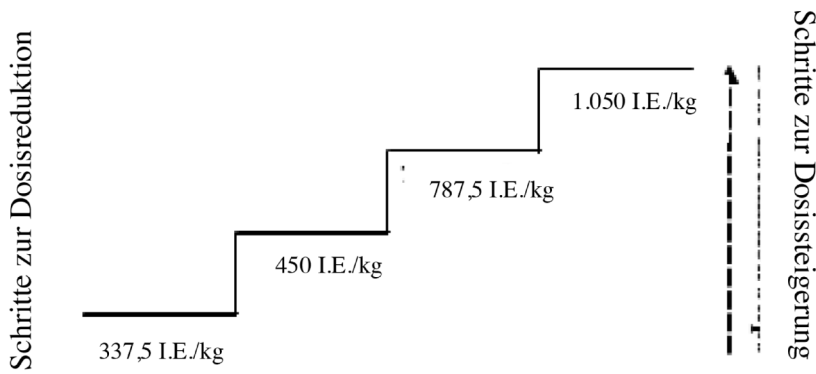 Schritte zur Dosisreduktion
Schritte zur Dosissteigerung
1.050 I.E./kg
787,5 I.E./kg
450 I.E./kg
337,5 I.E./kg